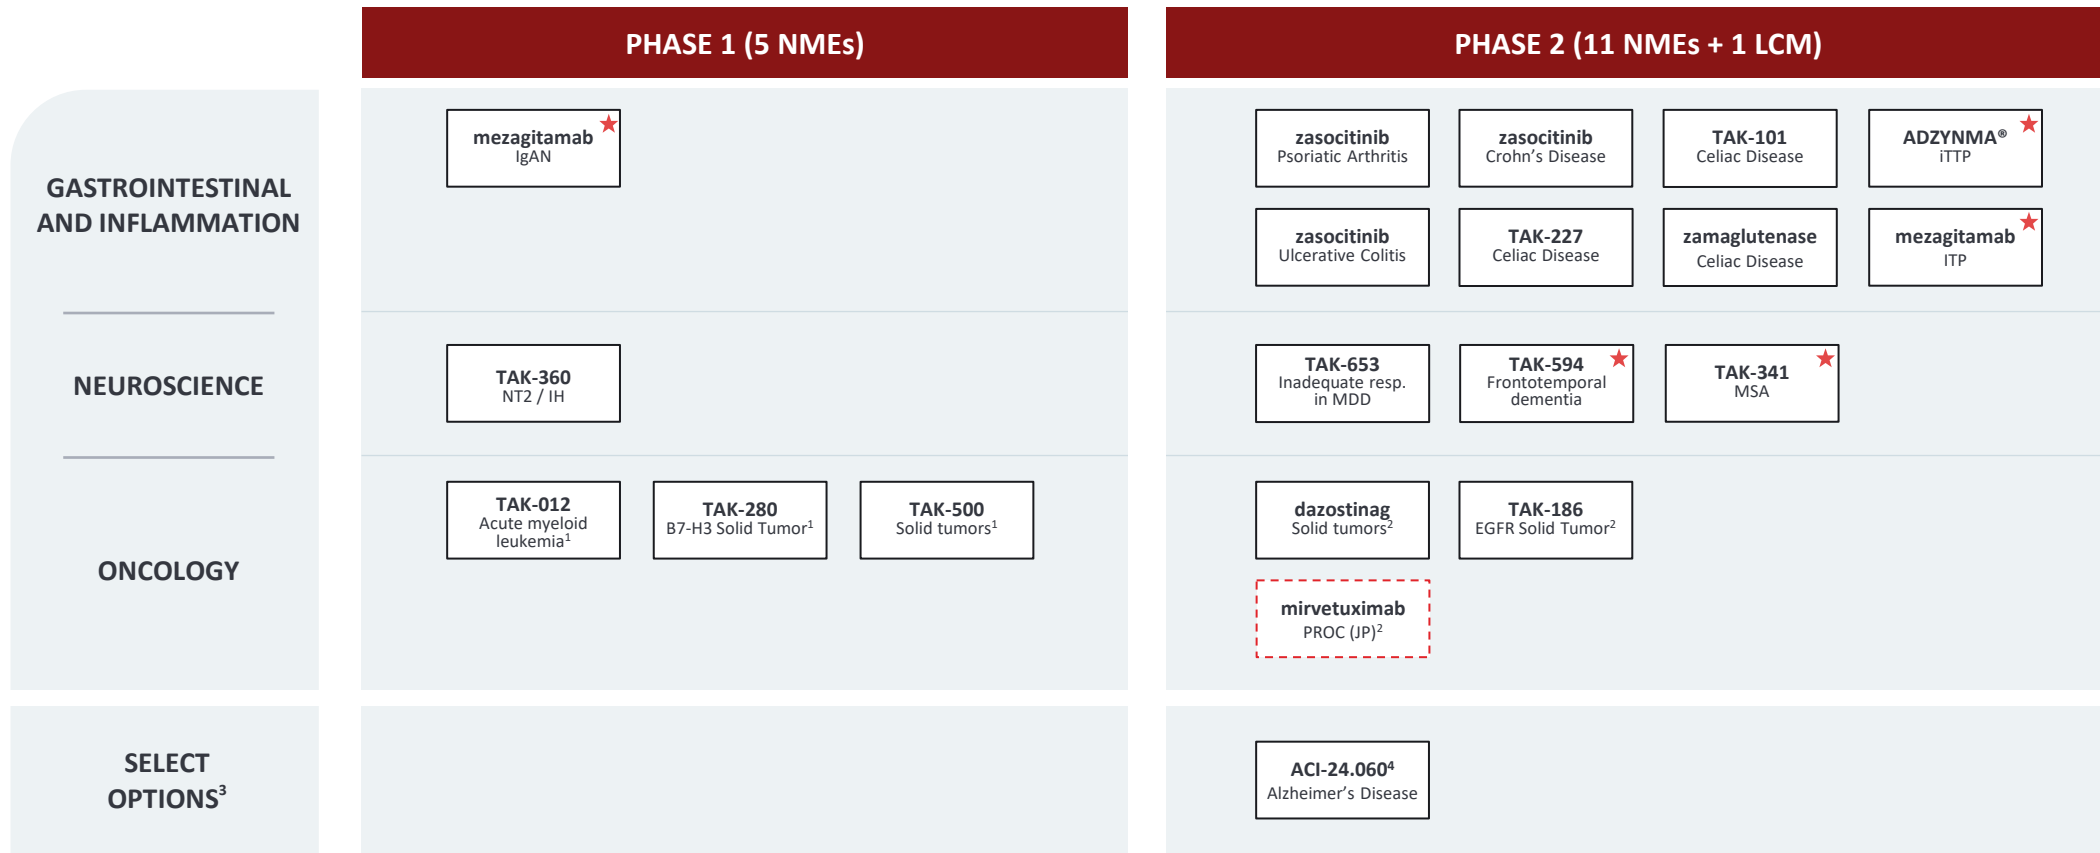 PHASE 1 (5 NMEs)
PHASE 2 (11 NMEs + 1 LCM)
GASTROINTESTINAL
AND INFLAMMATION
mezagitamab
IgAN
zasocitinib
Psoriatic Arthritis
zasocitinib
Crohn’s Disease
TAK-101
Celiac Disease
ADZYNMA®
iTTP
zasocitinib
Ulcerative Colitis
TAK-227
Celiac Disease
zamaglutenase
Celiac Disease
mezagitamab
ITP
NEUROSCIENCE
TAK-360
NT2 / IH
TAK-653
Inadequate resp.
in MDD
TAK-594
Frontotemporal
dementia
TAK-341
MSA
ONCOLOGY
TAK-012
Acute myeloid
leukemia¹
TAK-280
B7-H3 Solid Tumor¹
TAK-500
Solid tumors¹
dazostinag
Solid tumors²
TAK-186
EGFR Solid Tumor²
mirvetuximab
PROC (JP)²
SELECT
OPTIONS³
ACI-24.060⁴
Alzheimer’s Disease